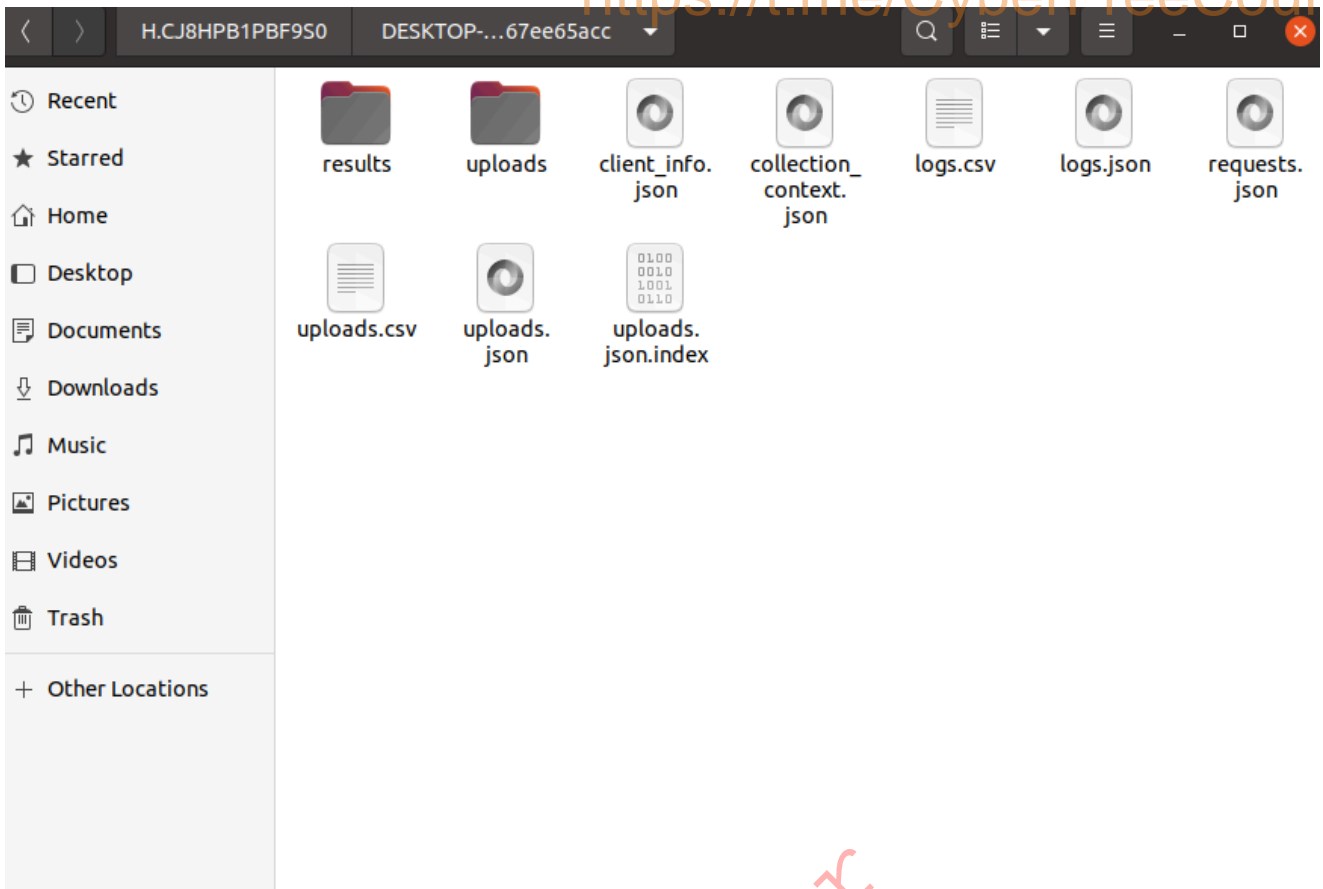 H.CJ8HPB1PBF9S0 DESKTOP-...67ee65acc
Recent
Starred
Home
Desktop
Documents
Downloads
Music
Pictures
Videos
Trash
Other Locations
results
uploads
client_info.
json
collection_
context.
json
logs.csv
logs.json
requests.
json
uploads.csv
uploads.
json
0100
0010
1001
0110
uploads.
json.index